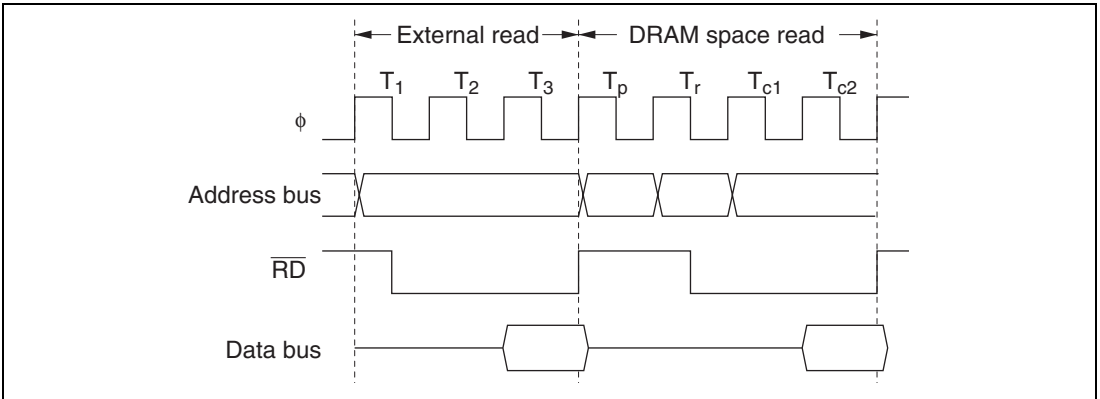 External read DRAM space read
T1 T2 T3 Tp Tr Tc1 Tc2
ϕ
Address bus
RD
Data bus